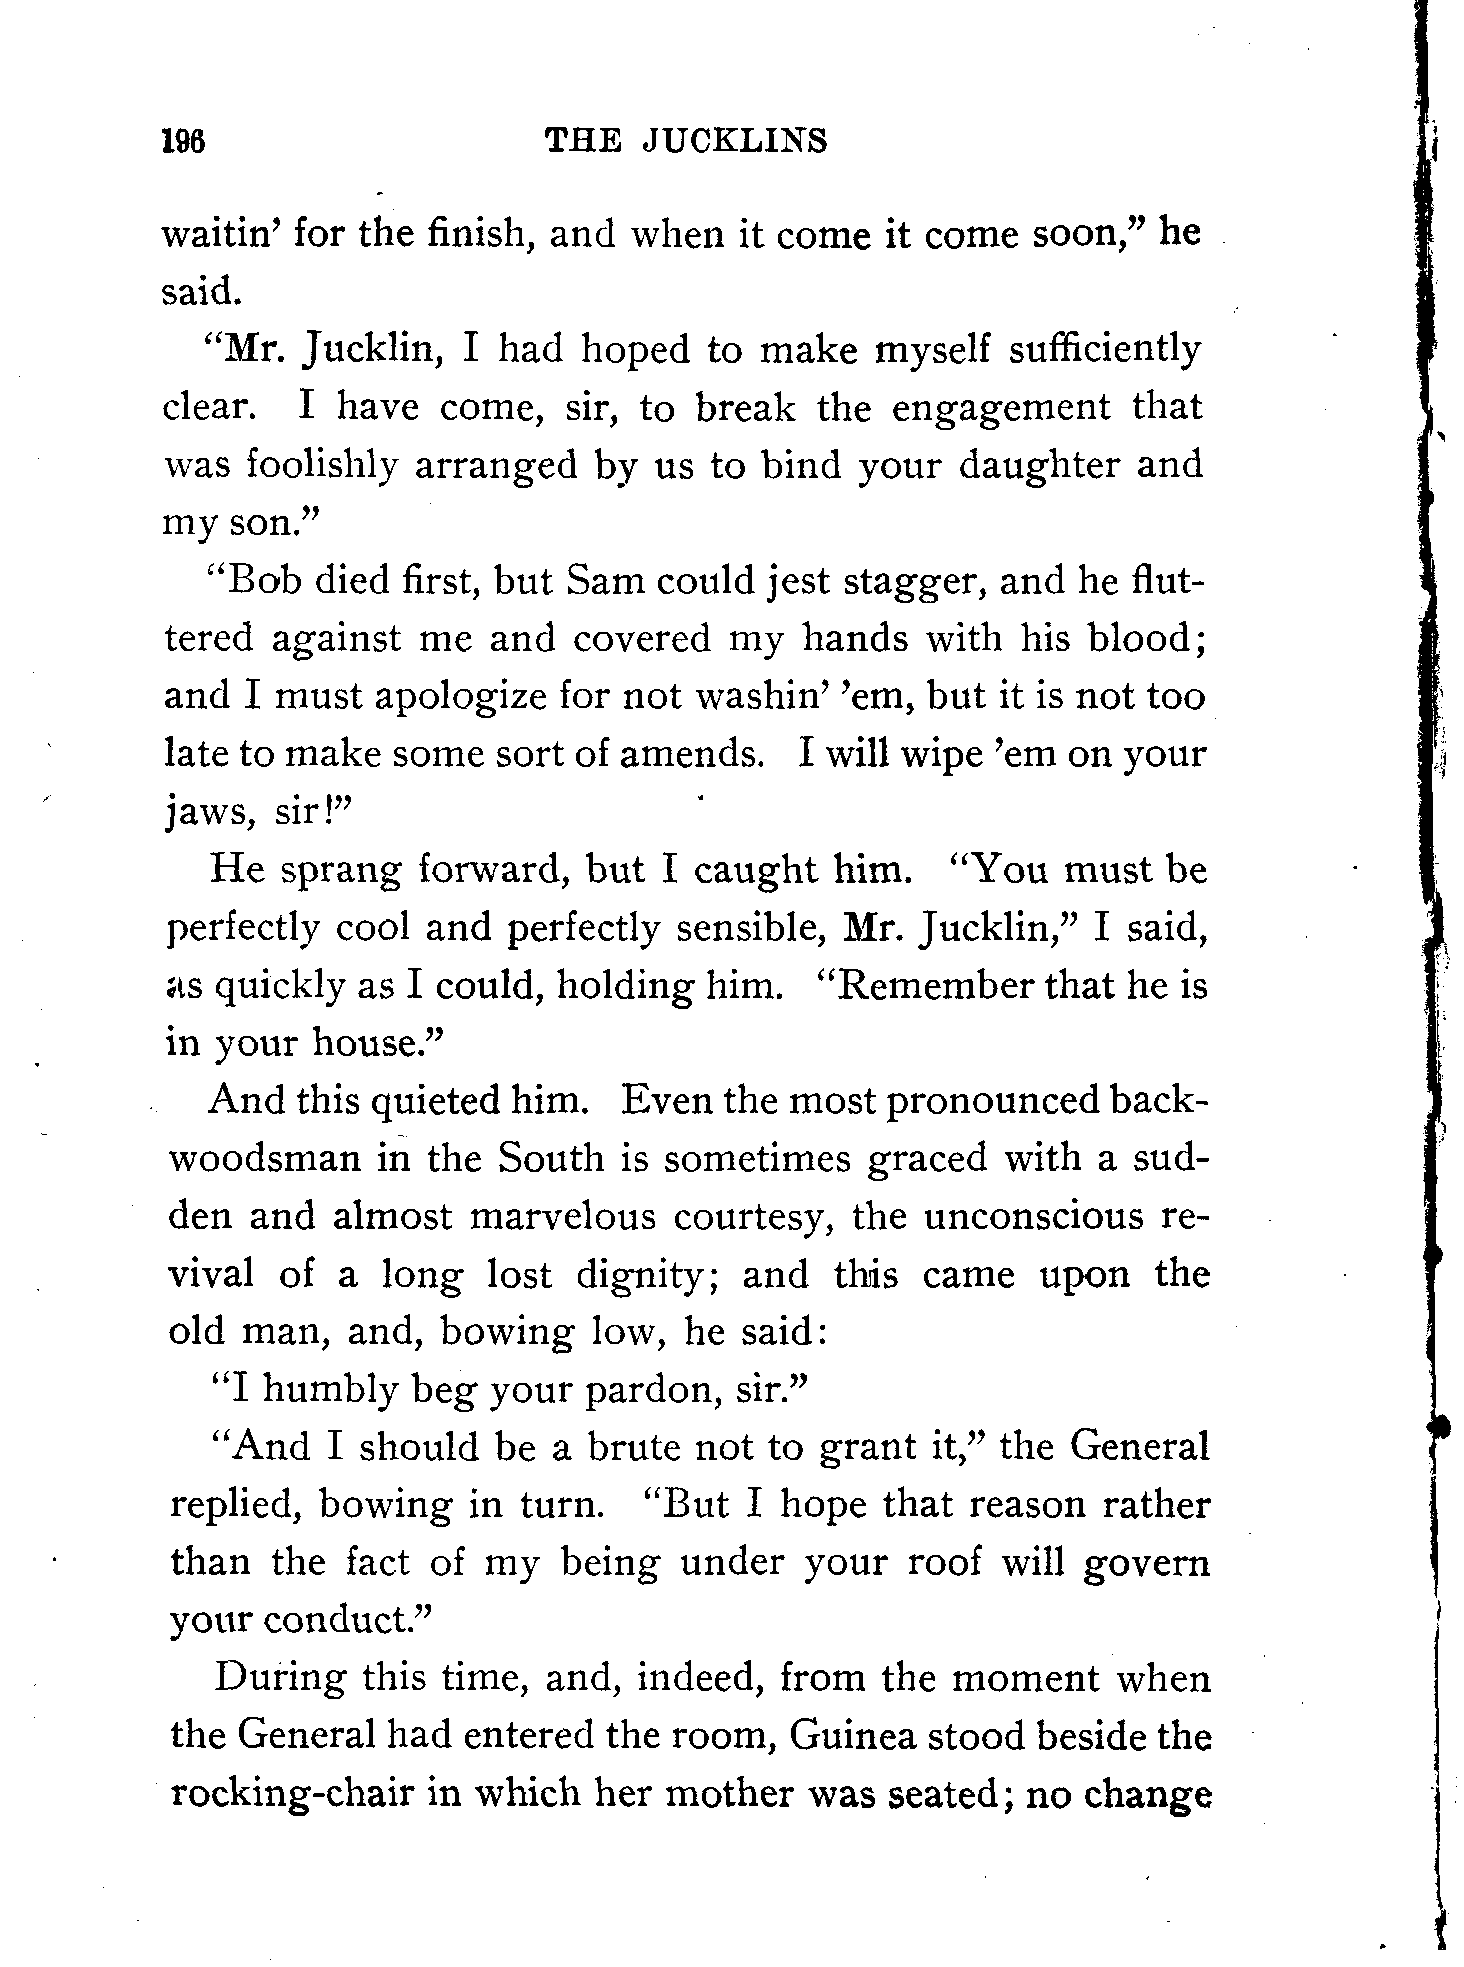 196 THE JUCKLINS
waitin’ for the finish, and when it come it come soon,” he
said.
“Mr. Jucklin, I had hoped to make myself sufficiently
clear. I have come, sir, to break the engagement that
was foolishly arranged by us to bind your daughter and
my son.”
“Bob died first, but Sam could jest stagger, and he flut-
tered against me and covered my hands with his blood;
and I must apologize for not washin’ ’em, but it is not too
late to make some sort of amends. I will wipe ’em on your
jaws, sir!”
He sprang forward, but I caught him. “You must be
perfectly cool and perfectly sensible, Mr. Jucklin,” I said,
as quickly as I could, holding him. “Remember that he is
in your house.”
And this quieted him. Even the most pronounced back-
woodsman in the South is sometimes graced with a sud-
den and almost marvelous courtesy, the unconscious re-
vival of a long lost dignity; and this came upon the
old man, and, bowing low, he said:
“I humbly beg your pardon, sir.”
“And I should be a brute not to grant it,” the General
replied, bowing in turn. “But I hope that reason rather
than the fact of my being under your roof will govern
your conduct.”
During this time, and, indeed, from the moment when
the General had entered the room, Guinea stood beside the
rocking-chair in which her mother was seated; no change